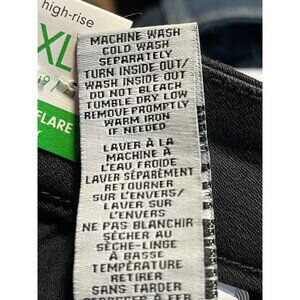 high-rise
XL
FLARE
MACHINE WASH
COLD WASH
SEPARATELY
TURN INSIDE OUT/
WASH INSIDE OUT
DO NOT BLEACH
TUMBLE DRY LOW
REMOVE PROMPTLY
WARM IRON
IF NEEDED
LAVER À LA
MACHINE À
L'EAU FROIDE
LAVER SÉPARÉMENT
RETOURNER
SUR L'ENVERS/
LAVER SUR
L'ENVERS
NE PAS BLANCHIR
SÉCHER AU
SÈCHE-LINGE
À BASSE
TEMPÉRATURE
RETIRER
SANS TARDER